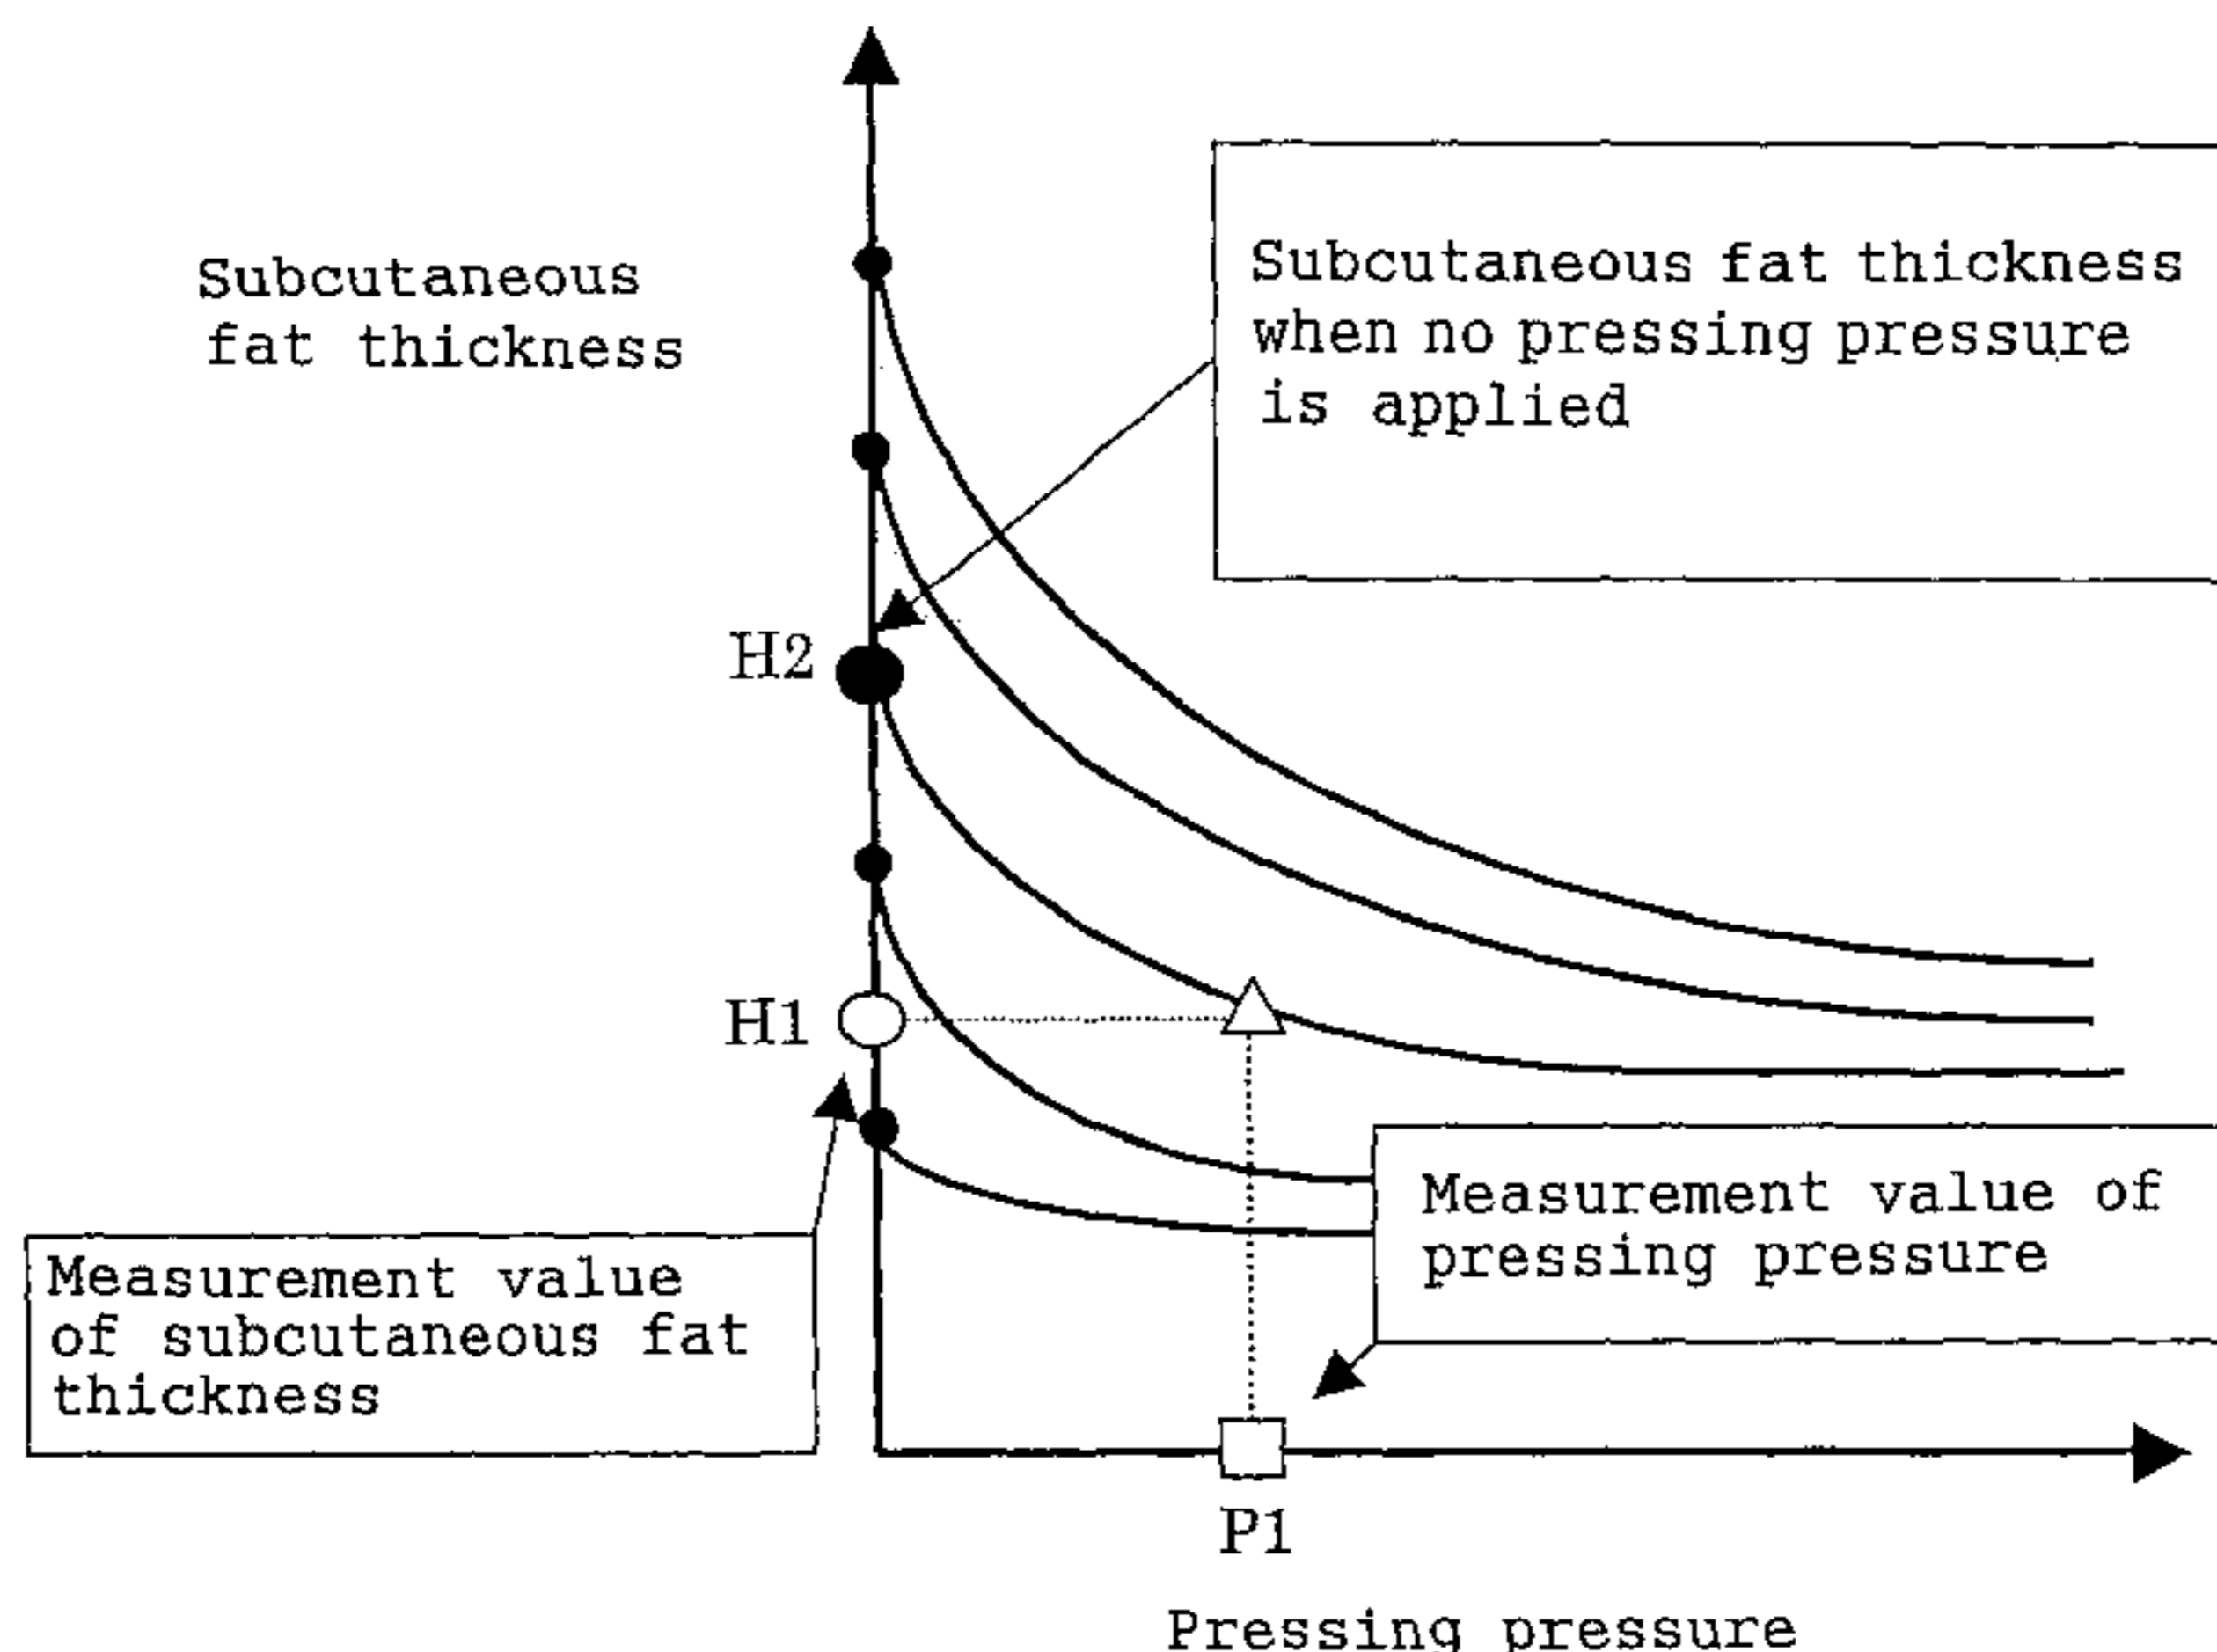 Subcutaneous
fat thickness
Subcutaneous fat thickness
when no pressing pressure
is applied
H2
H1
Measurement value of
pressing pressure
Measurement value
of subcutaneous fat
thickness
P1
Pressing pressure